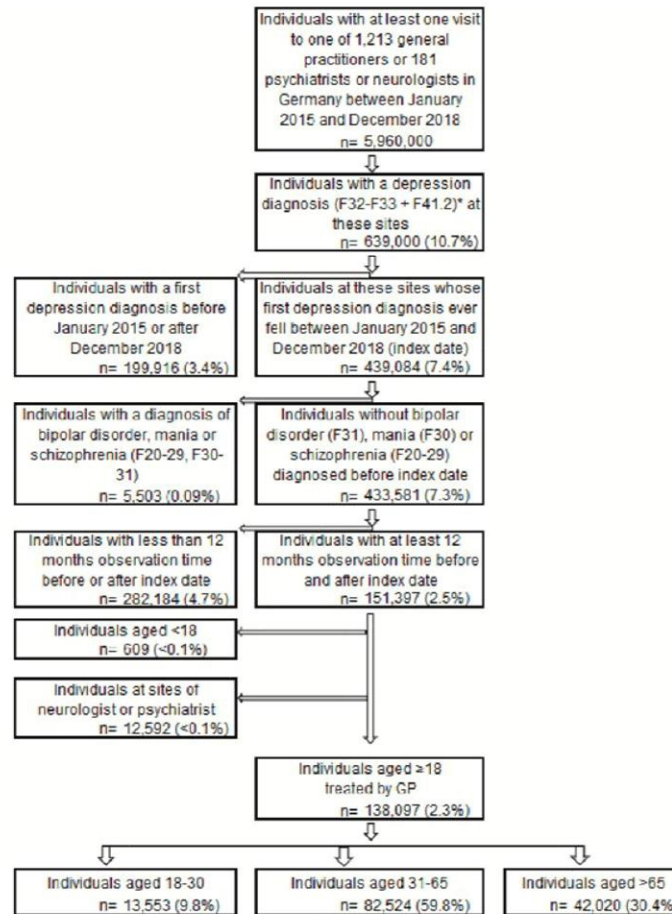 Individuals with at least one visit
to one of 1,213 general
practitioners or 181
psychiatrists or neurologists in
Germany between January
2015 and December 2018
n= 5,960,000
Individuals with a depression
diagnosis (F32-F33 + F41.2)* at
these sites
n= 639,000 (10.7%)
Individuals with a first
depression diagnosis before
January 2015 or after
December 2018
n= 199,916 (3.4%)
Individuals at these sites whose
first depression diagnosis ever
fell between January 2015 and
December 2018 (index date)
n= 439,084 (7.4%)
Individuals with a diagnosis of
bipolar disorder, mania or
schizophrenia (F20-29, F30-
31)
n= 5,503 (0.09%)
Individuals without bipolar
disorder (F31), mania (F30) or
schizophrenia (F20-29)
diagnosed before index date
n= 433,581 (7.3%)
Individuals with less than 12
months observation time
before or after index date
n= 282,184 (4.7%)
Individuals with at least 12
months observation time before
and after index date
n= 151,397 (2.5%)
Individuals aged <18
n= 609 (<0.1%)
Individuals at sites of
neurologist or psychiatrist
n= 12,592 (<0.1%)
Individuals aged ≥18
treated by GP
n= 138,097 (2.3%)
Individuals aged 18-30
n= 13,553 (9.8%)
Individuals aged 31-65
n= 82,524 (59.8%)
Individuals aged >65
n= 42,020 (30.4%